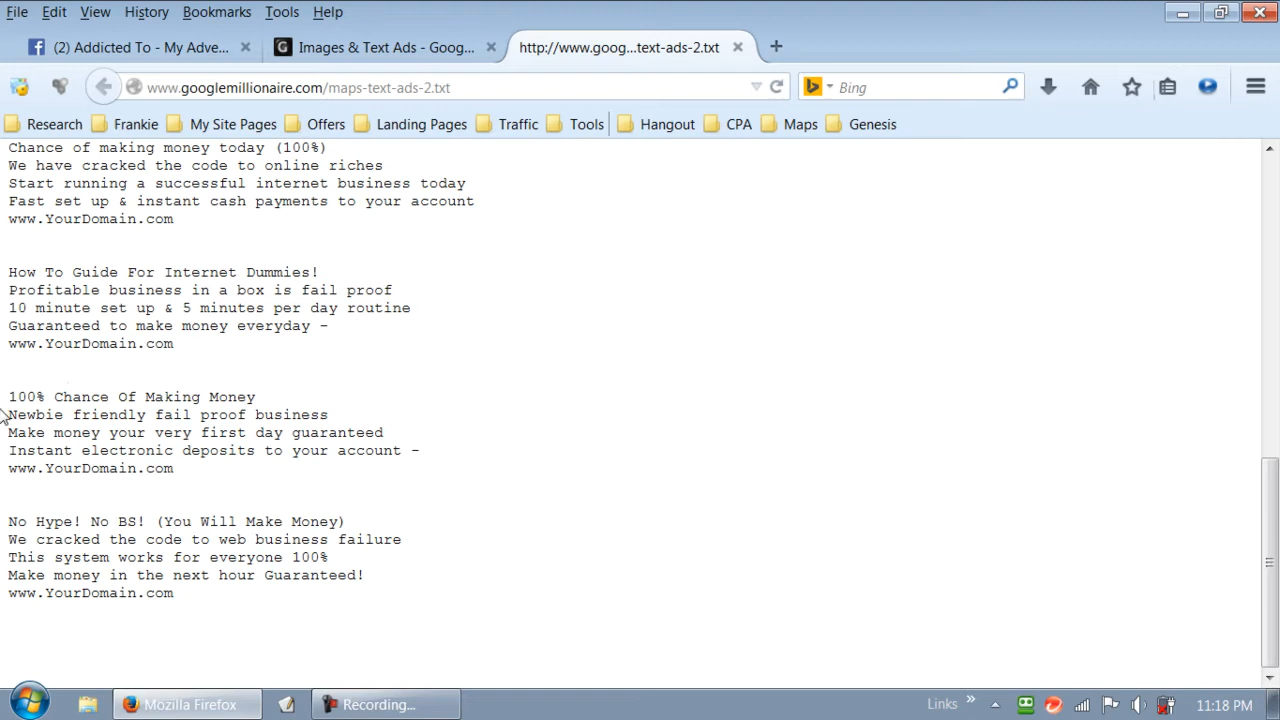 File Edit View History Bookmarks Tools Help
(2) Addicted To - My Adve...
Images & Text Ads - Goog...
http://www.goog...text-ads-2.txt
www.googlemillionaire.com/maps-text-ads-2.txt
Bing
Research Frankie My Site Pages Offers Landing Pages Traffic Tools Hangout CPA Maps Genesis
Chance of making money today (100%)
We have cracked the code to online riches
Start running a successful internet business today
Fast set up & instant cash payments to your account
www.YourDomain.com
How To Guide For Internet Dummies!
Profitable business in a box is fail proof
10 minute set up & 5 minutes per day routine
Guaranteed to make money everyday -
www.YourDomain.com
100% Chance Of Making Money
Newbie friendly fail proof business
Make money your very first day guaranteed
Instant electronic deposits to your account -
www.YourDomain.com
No Hype! No BS! (You Will Make Money)
We cracked the code to web business failure
This system works for everyone 100%
Make money in the next hour Guaranteed!
www.YourDomain.com
Mozilla Firefox
Recording...
Links
11:18 PM